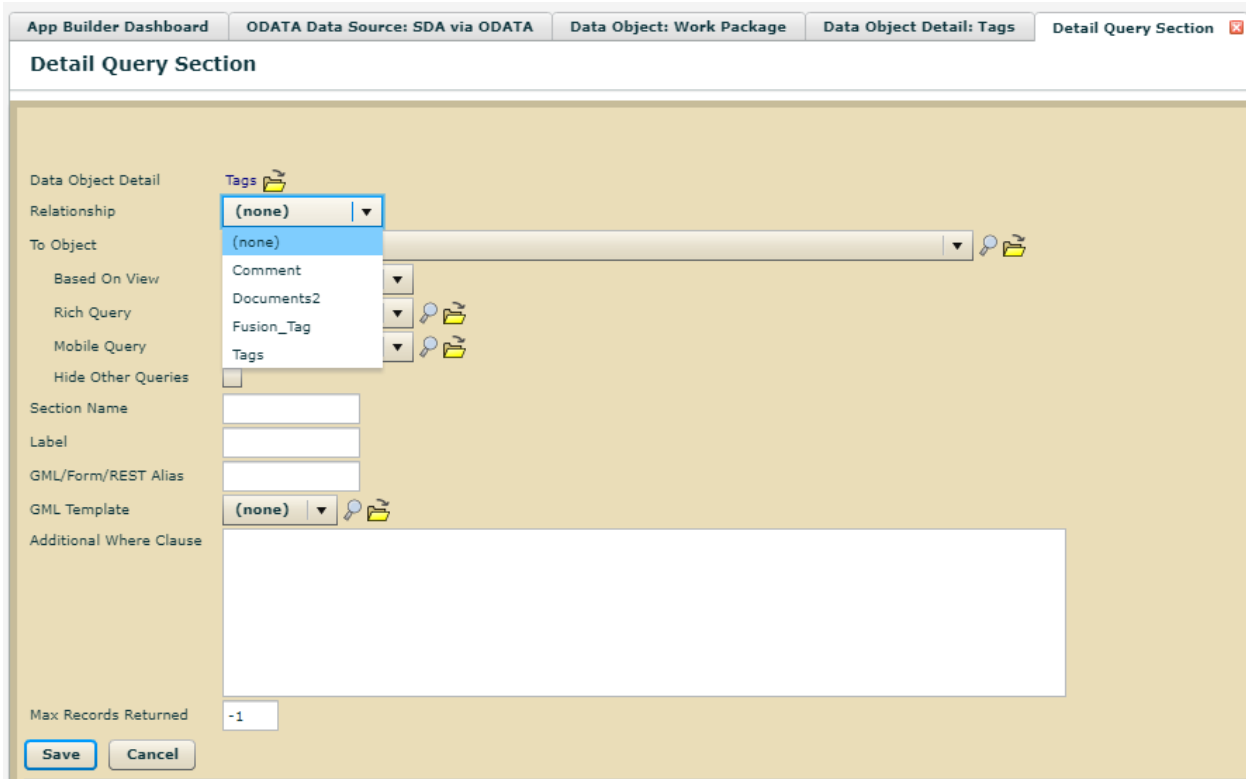 App Builder Dashboard ODATA Data Source: SDA via ODATA Data Object: Work Package Data Object Detail: Tags Detail Query Section
Detail Query Section
Data Object Detail Tags
Relationship (none)
(none)
To Object
Comment
Based On View
Documents2
Rich Query
Fusion_Tag
Mobile Query
Tags
Hide Other Queries
Section Name
Label
GML/Form/REST Alias
GML Template (none)
Additional Where Clause
Max Records Returned -1
Save Cancel